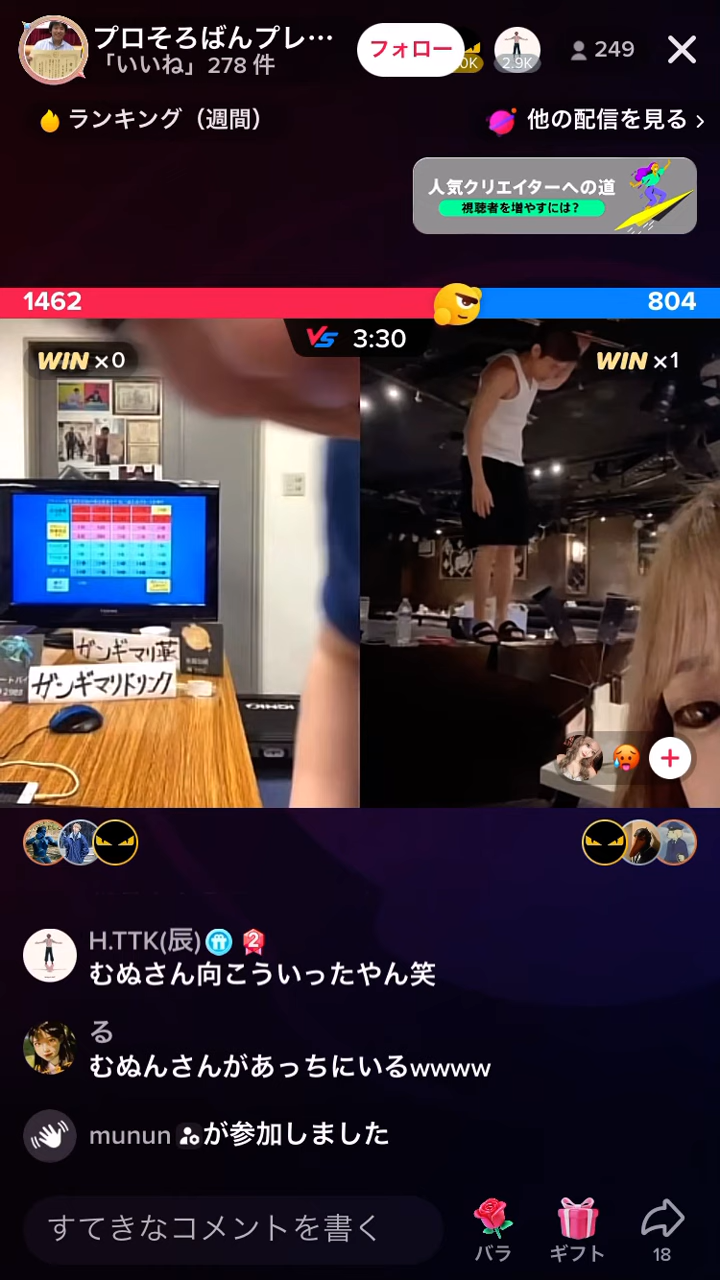 プロそろばんプレ…
「いいね」278 件
フォロー
2.9K
249
ランキング（週間）
他の配信を見る
人気クリエイターへの道
視聴者を増やすには?
1462
804
VS 3:30
WIN ×0
WIN ×1
ガンギマリ薬
ガンギマリドリンク
H.TTK(辰) 2
むぬさん向こういったやん笑
る
むぬんさんがあっちにいるwwww
mununが参加しました
すてきなコメントを書く
バラ
ギフト
18